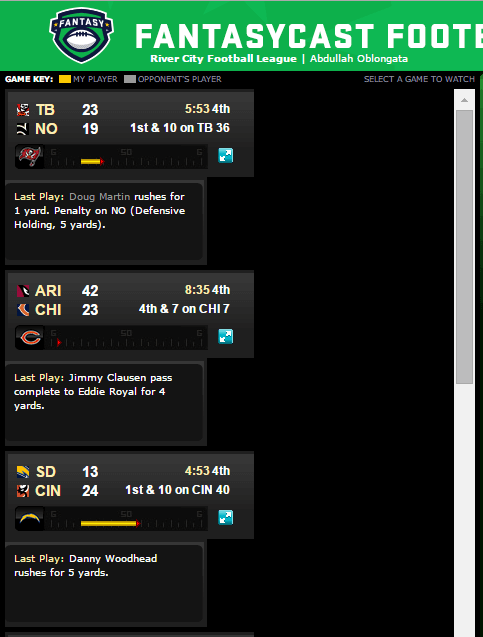 FANTASY
FANTASYCAST FOOTE
River City Football League | Abdullah Oblongata
GAME KEY: MY PLAYER OPPONENT'S PLAYER SELECT A GAME TO WATCH
TB 23 5:53 4th
NO 19 1st & 10 on TB 36
G 50 G
Last Play: Doug Martin rushes for
1 yard. Penalty on NO (Defensive
Holding, 5 yards).
ARI 42 8:35 4th
CHI 23 4th & 7 on CHI 7
G 50 G
Last Play: Jimmy Clausen pass
complete to Eddie Royal for 4
yards.
SD 13 4:53 4th
CIN 24 1st & 10 on CIN 40
G 50 G
Last Play: Danny Woodhead
rushes for 5 yards.